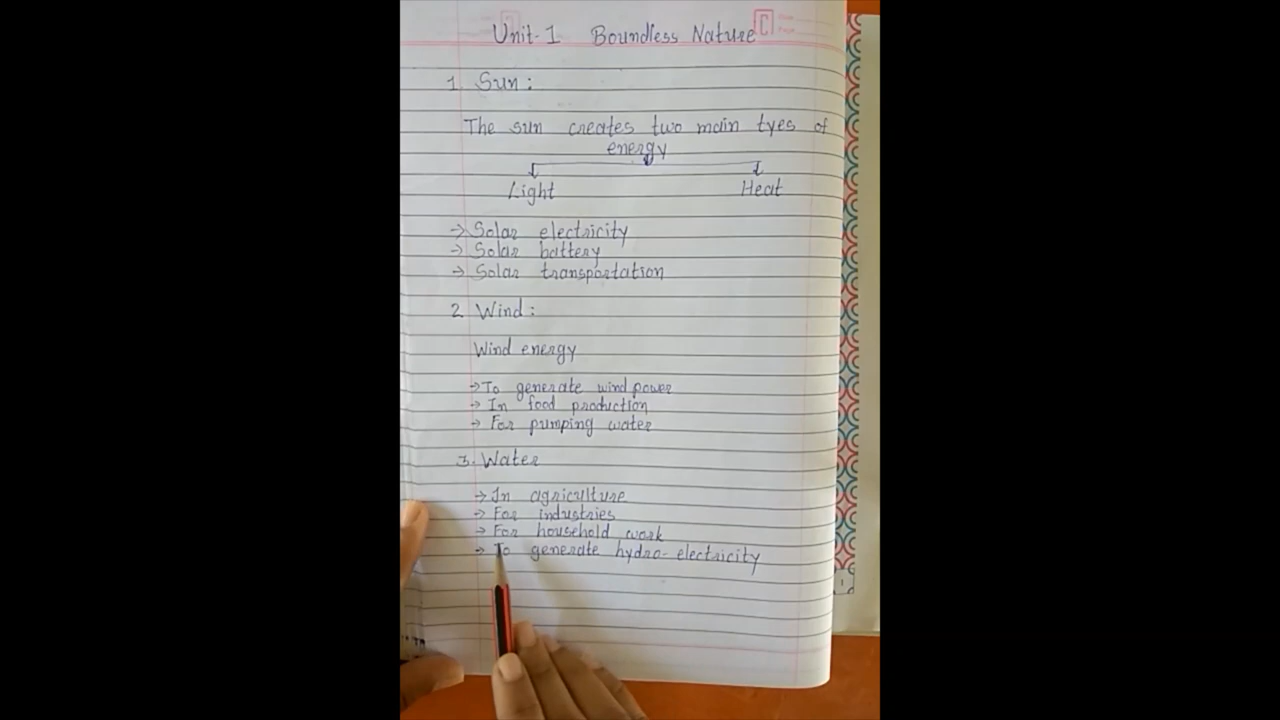 Unit-1 Boundless Nature
1. Sun:
The sun creates two main tyes of
energy
Light Heat
→ Solar electricity
→ Solar battery
→ Solar transportation
2. Wind:
Wind energy
→ To generate wind power
→ In food production
→ For pumping water
3. Water
→ In agriculture
→ For industries
→ For household work
→ To generate hydro-electricity